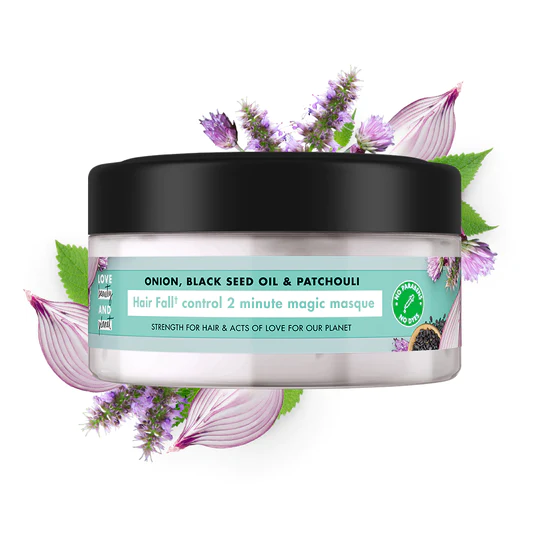 LOVE
beauty
AND
planet
ONION, BLACK SEED OIL & PATCHOULI
Hair Fall† control 2 minute magic masque
STRENGTH FOR HAIR & ACTS OF LOVE FOR OUR PLANET
• NO PARABENS •
NO DYES